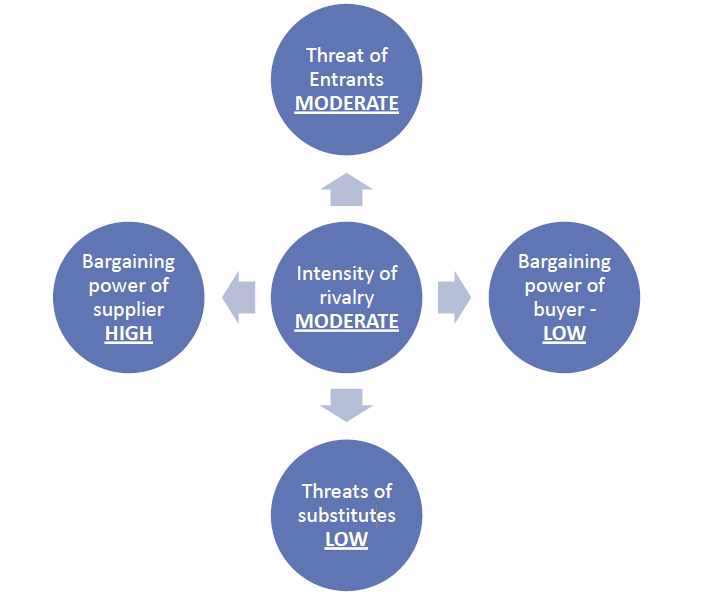 Threat of
Entrants
MODERATE
Bargaining
power of
supplier
HIGH
Intensity of
rivalry
MODERATE
Bargaining
power of
buyer -
LOW
Threats of
substitutes
LOW